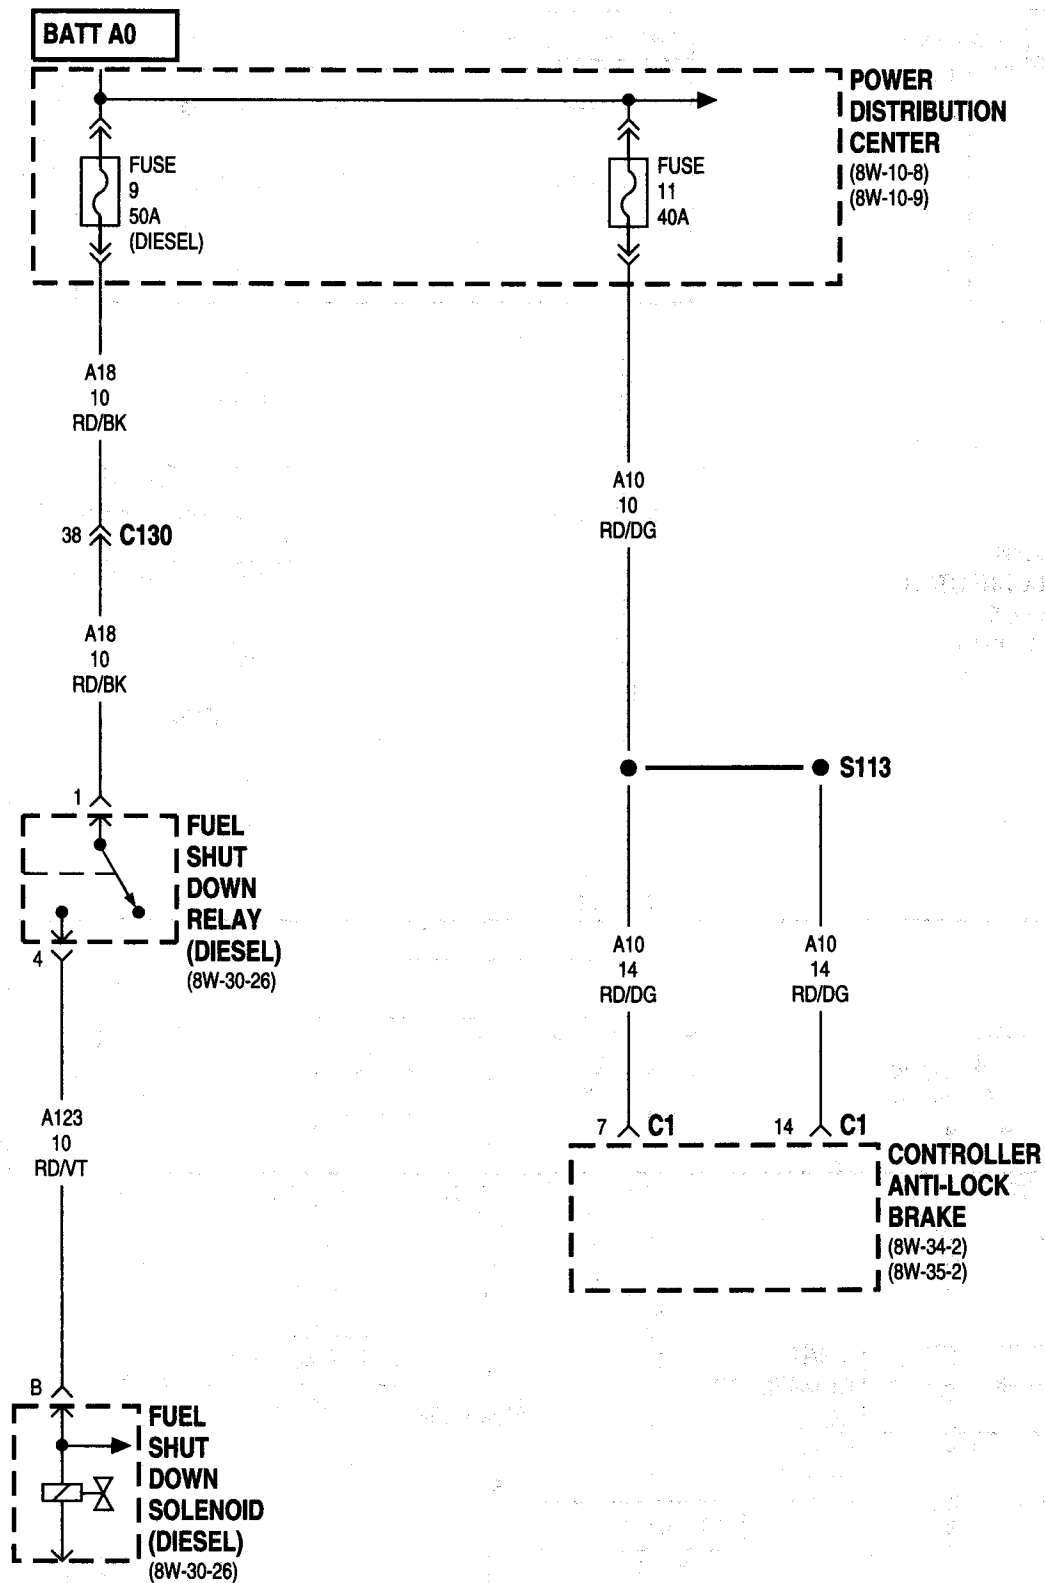 BATT A0
POWER
DISTRIBUTION
CENTER
(8W-10-8)
(8W-10-9)
FUSE
9
50A
(DIESEL)
FUSE
11
40A
A18
10
RD/BK
A10
10
RD/DG
38
C130
A18
10
RD/BK
S113
1
FUEL
SHUT
DOWN
RELAY
(DIESEL)
(8W-30-26)
4
A10
14
RD/DG
A10
14
RD/DG
A123
10
RD/VT
7 C1
14 C1
CONTROLLER
ANTI-LOCK
BRAKE
(8W-34-2)
(8W-35-2)
B
FUEL
SHUT
DOWN
SOLENOID
(DIESEL)
(8W-30-26)